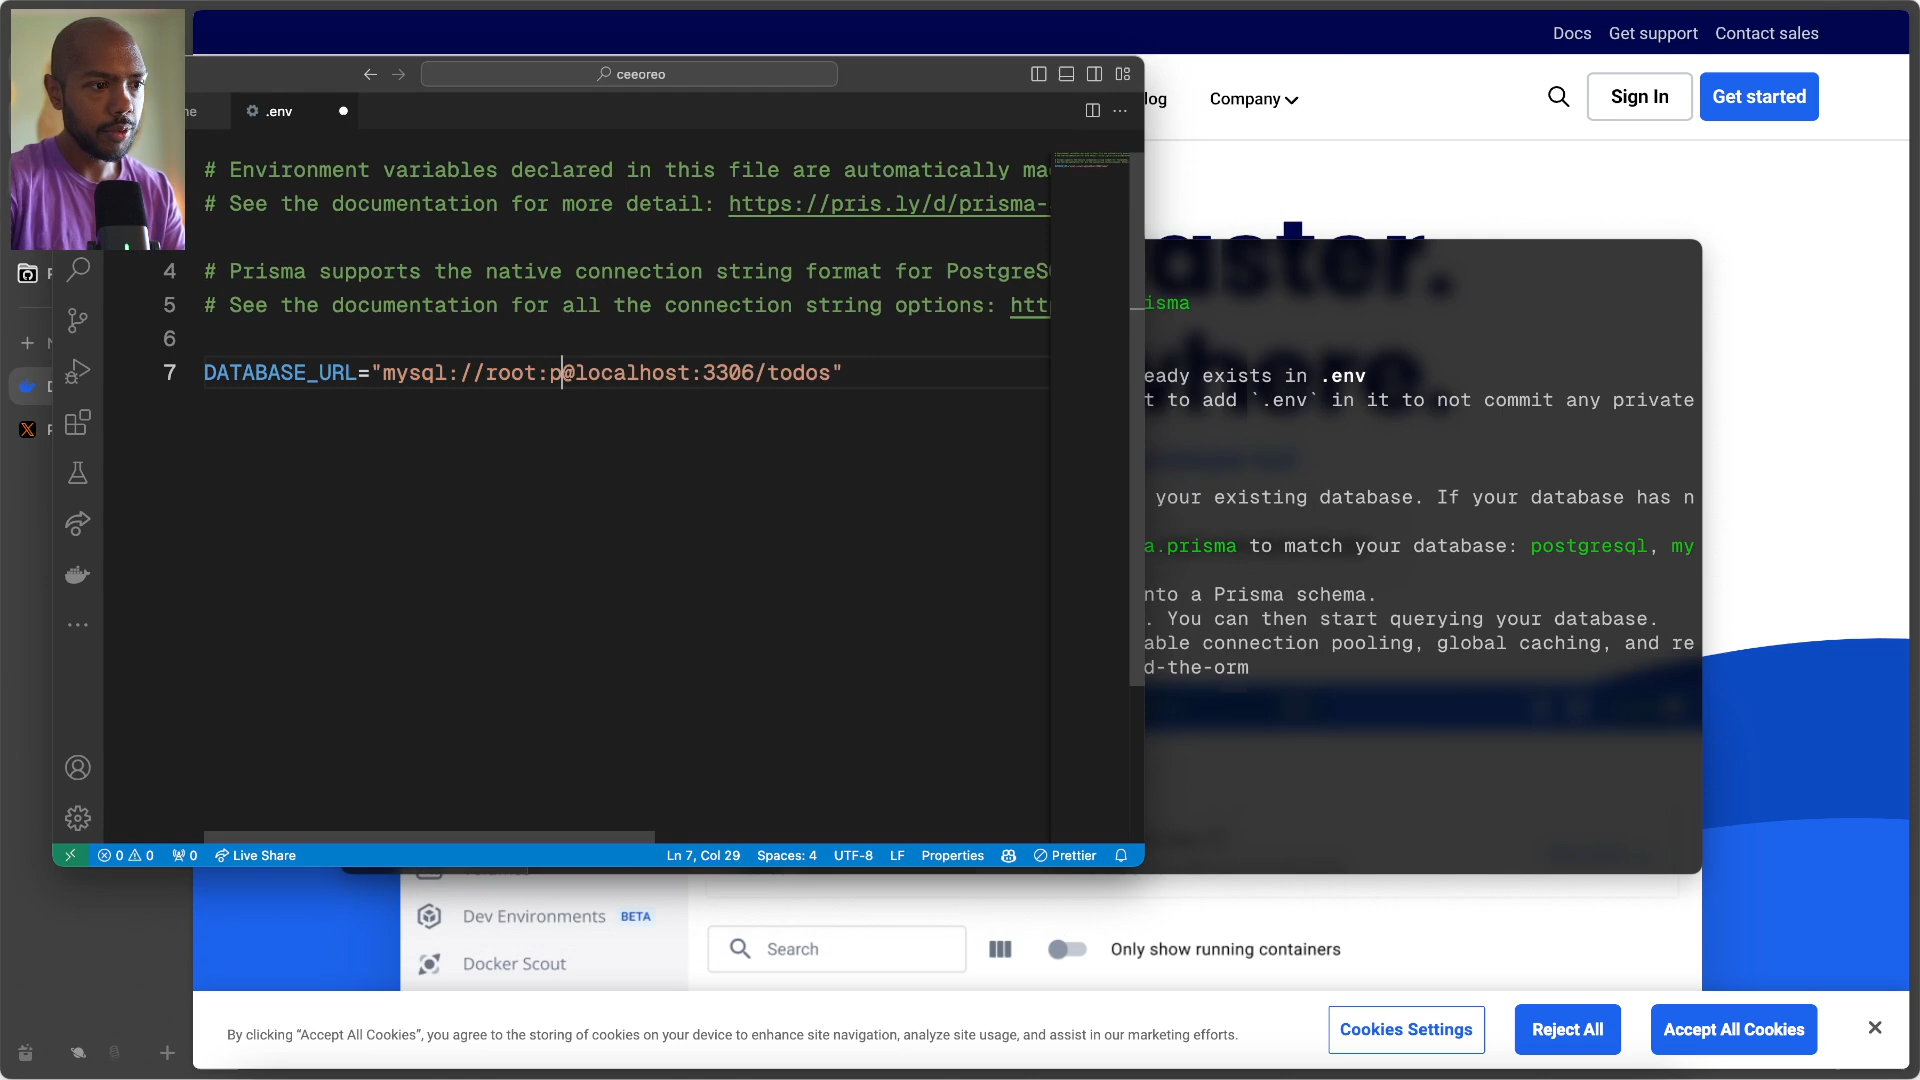 Docs Get support Contact sales
ceeoreo
Company
Sign In
Get started
.env
# Environment variables declared in this file are automatically
# See the documentation for more detail: https://pris.ly/d/prisma-
4 # Prisma supports the native connection string format for
5 # See the documentation for all the connection string options:
6
7 DATABASE_URL="mysql://root:p@localhost:3306/todos"
aster.
here.
isma
eady exists in .env
t to add `.env` in it to not commit any private
your existing database. If your database has n
a.prisma to match your database: postgresql, my
nto a Prisma schema.
. You can then start querying your database.
able connection pooling, global caching, and re
d-the-orm
0 0 0 Live Share Ln 7, Col 29 Spaces: 4 UTF-8 LF Properties Prettier
Dev Environments BETA
Search
Only show running containers
Docker Scout
By clicking “Accept All Cookies”, you agree to the storing of cookies on your device to enhance site navigation, analyze site usage, and assist in our marketing efforts.
Cookies Settings
Reject All
Accept All Cookies